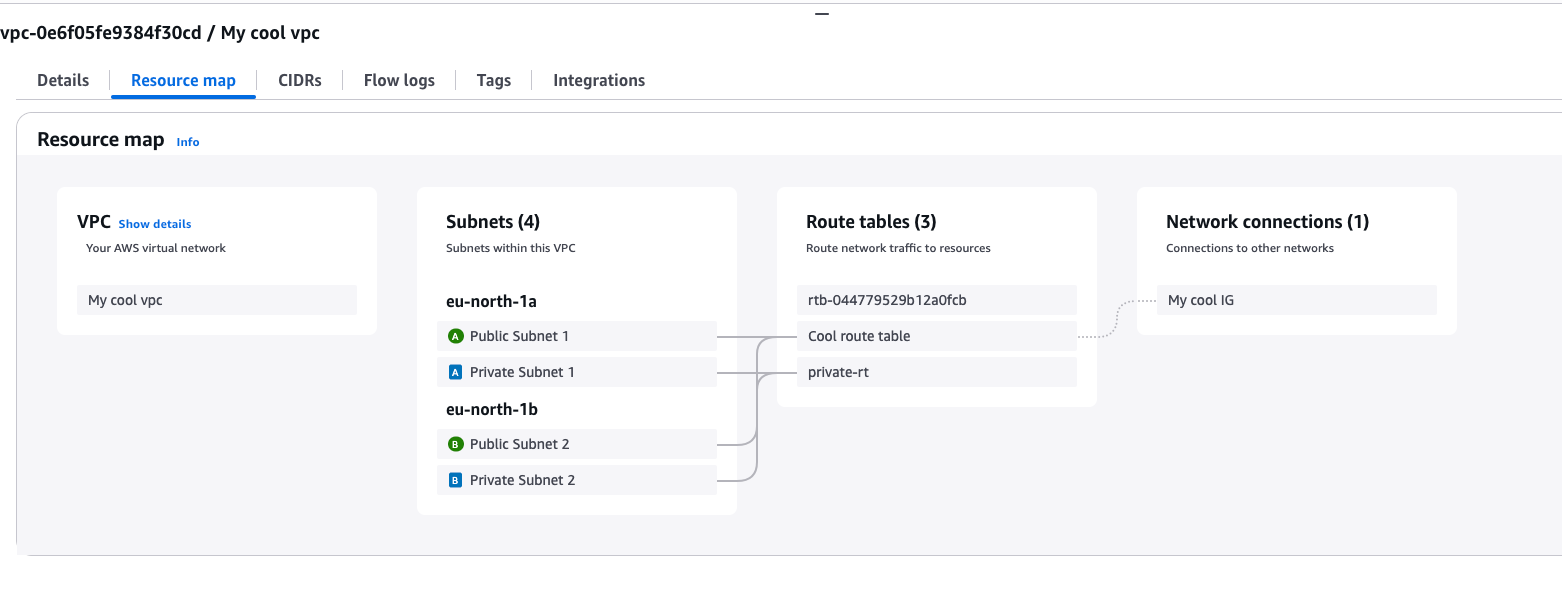 vpc-0e6f05fe9384f30cd / My cool vpc
Details Resource map CIDRs Flow logs Tags Integrations
Resource map Info
VPC Show details
Your AWS virtual network
My cool vpc
Subnets (4)
Subnets within this VPC
eu-north-1a
A Public Subnet 1
A Private Subnet 1
eu-north-1b
B Public Subnet 2
B Private Subnet 2
Route tables (3)
Route network traffic to resources
rtb-044779529b12a0fcb
Cool route table
private-rt
Network connections (1)
Connections to other networks
My cool IG